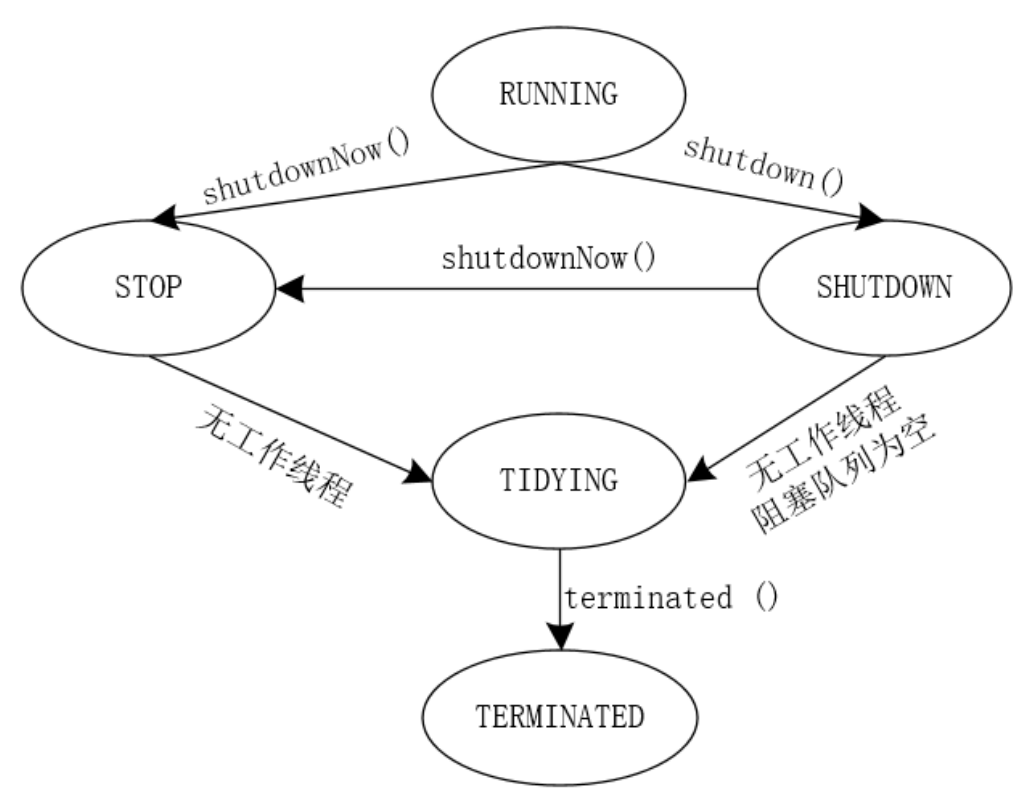 RUNNING
shutdownNow()
shutdown()
shutdownNow()
STOP
SHUTDOWN
无工作线程
无工作线程
阻塞队列为空
TIDYING
terminated ()
TERMINATED